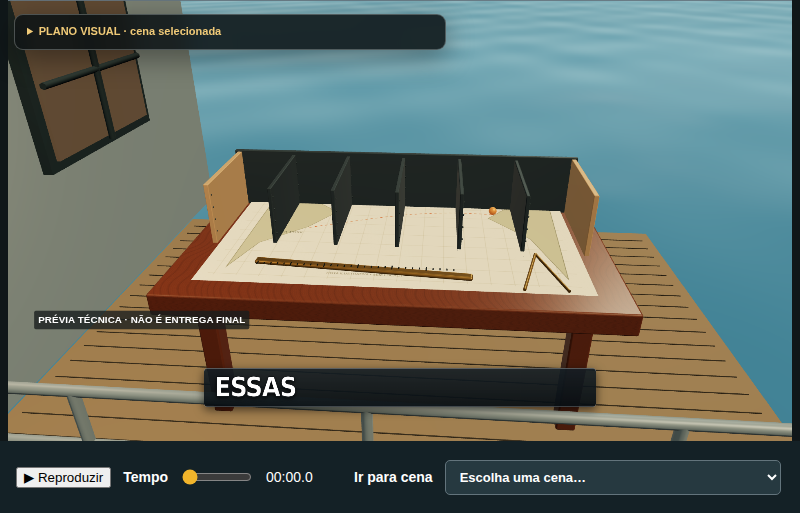 ▶ PLANO VISUAL · cena selecionada
PRÉVIA TÉCNICA · NÃO É ENTREGA FINAL
ESSAS
▶ Reproduzir Tempo 00:00.0 Ir para cena Escolha uma cena…